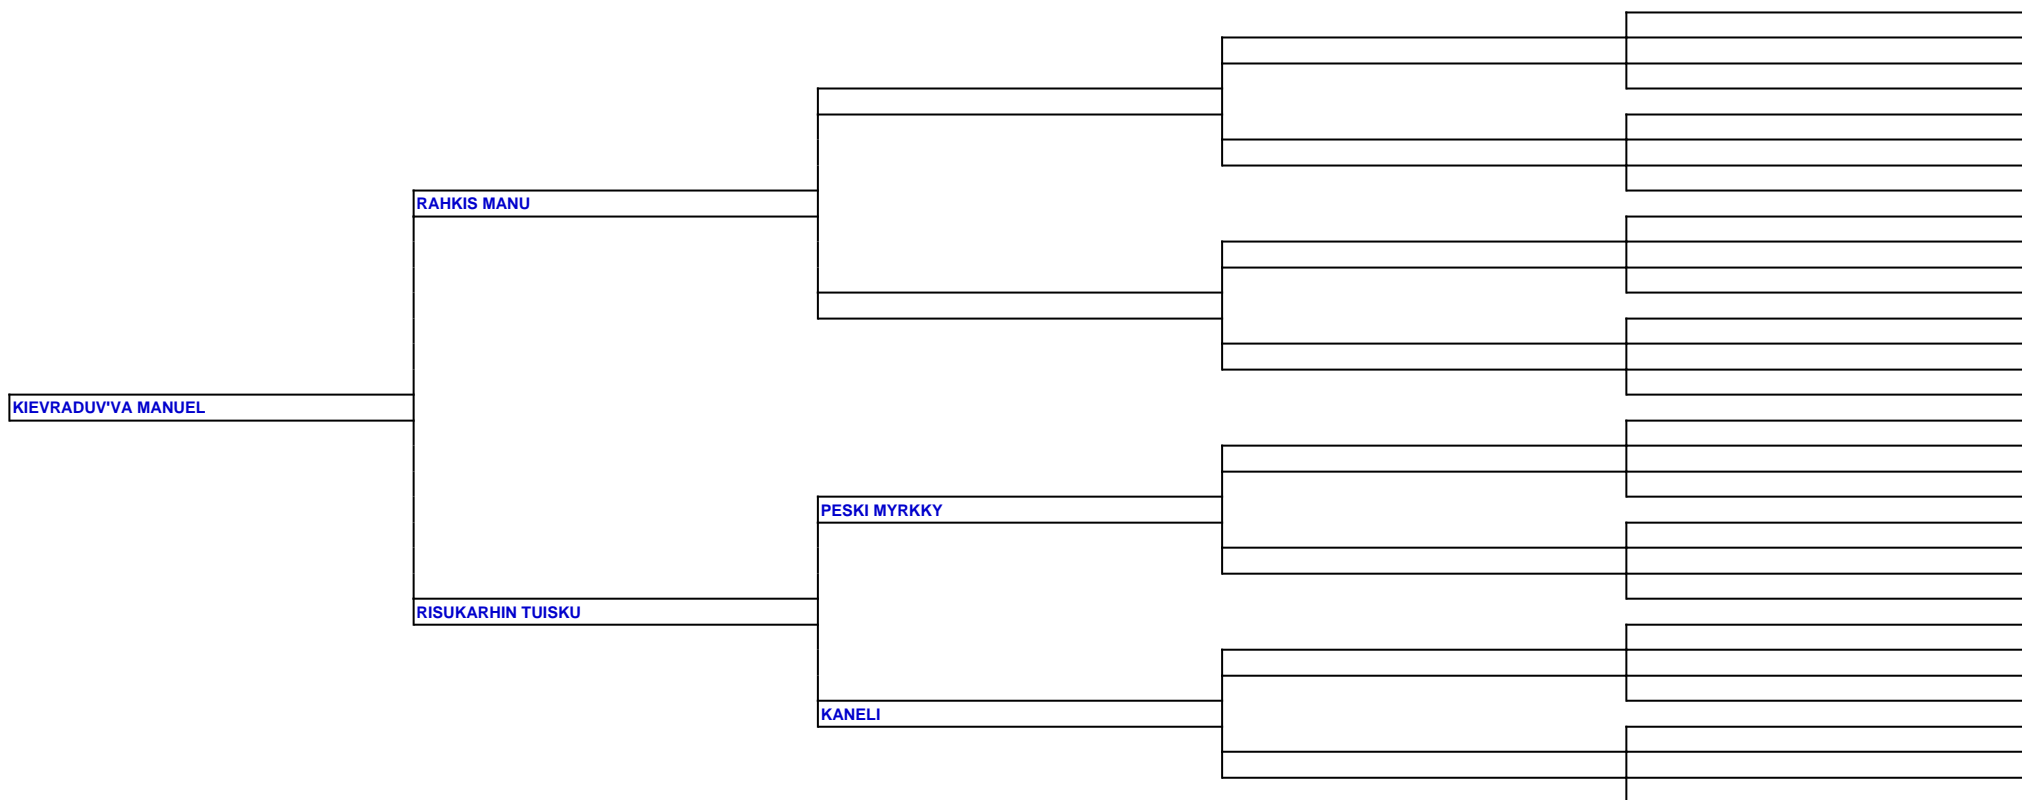 RAHKIS MANU
KIEVRADUV'VA MANUEL
PESKI MYRKKY
RISUKARHIN TUISKU
KANELI